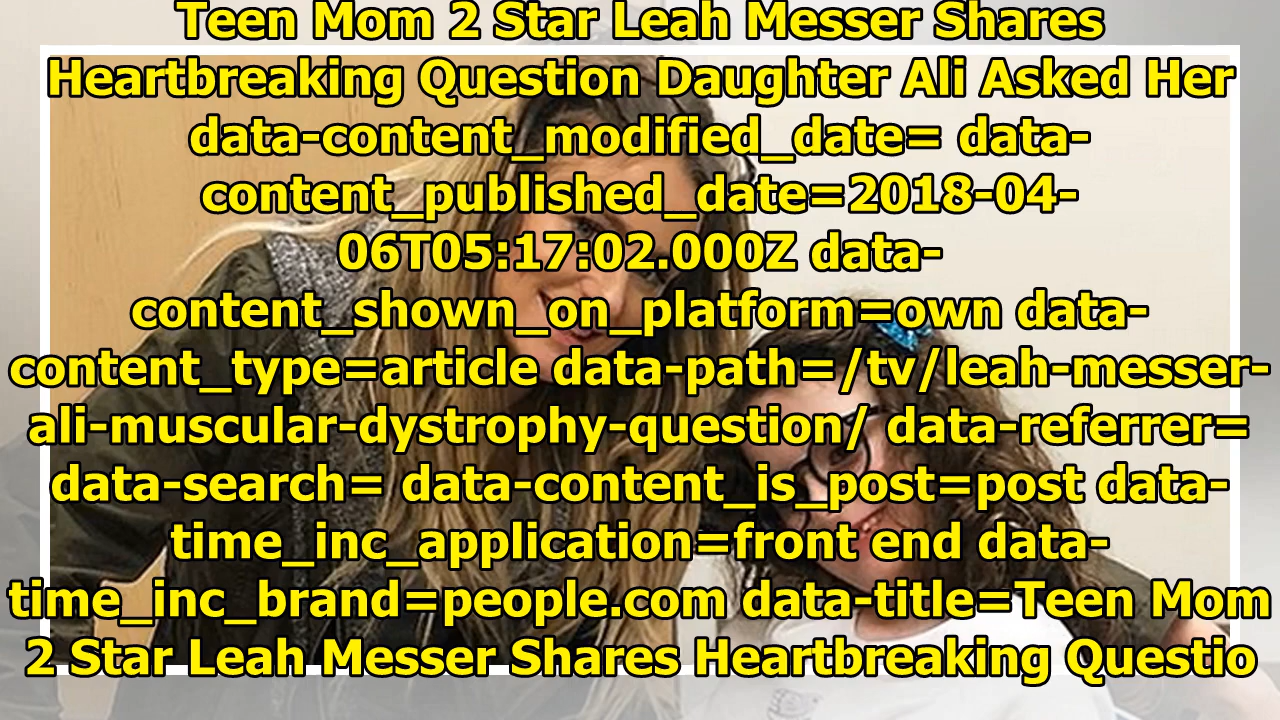 Teen Mom 2 Star Leah Messer Shares
Heartbreaking Question Daughter Ali Asked Her
data-content_modified_date= data-
content_published_date=2018-04-
06T05:17:02.000Z data-
content_shown_on_platform=own data-
content_type=article data-path=/tv/leah-messer-
ali-muscular-dystrophy-question/ data-referrer=
data-search= data-content_is_post=post data-
time_inc_application=front end data-
time_inc_brand=people.com data-title=Teen Mom
2 Star Leah Messer Shares Heartbreaking Questio